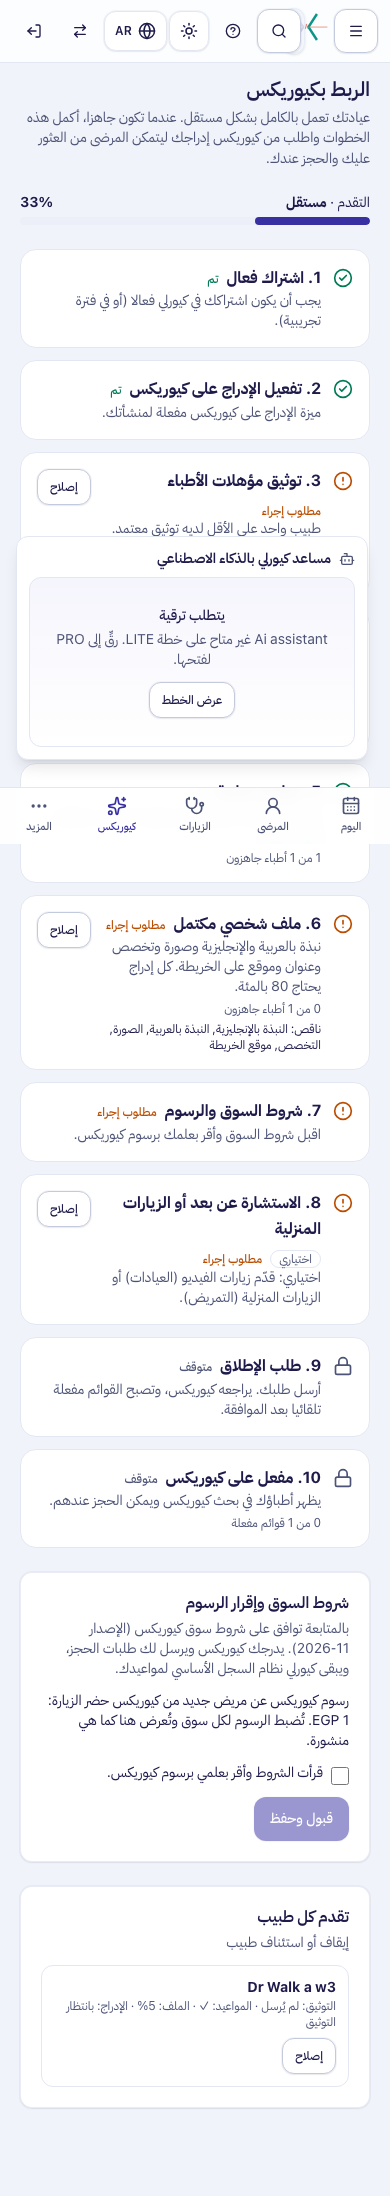 AR
الربط بكيوريكس
عيادتك تعمل بالكامل بشكل مستقل. عندما تكون جاهزا، أكمل هذه
الخطوات واطلب من كيوريكس إدراجك ليتمكن المرضى من العثور
عليك والحجز عندك.
التقدم · مستقل
33%
1. اشتراك فعال تم
يجب أن يكون اشتراكك في كيورلي فعالا (أو في فترة
تجريبية).
2. تفعيل الإدراج على كيوريكس تم
ميزة الإدراج على كيوريكس مفعلة لمنشأتك.
3. توثيق مؤهلات الأطباء
إصلاح
مطلوب إجراء
طبيب واحد على الأقل لديه توثيق معتمد.
مساعد كيورلي بالذكاء الاصطناعي
يتطلب ترقية
Ai assistant غير متاح على خطة LITE. رقِّ إلى PRO
لفتحها.
عرض الخطط
اليوم
المرضى
الزيارات
كيوريكس
المزيد
1 من 1 أطباء جاهزون
6. ملف شخصي مكتمل مطلوب إجراء
إصلاح
نبذة بالعربية والإنجليزية وصورة وتخصص
وعنوان وموقع على الخريطة. كل إدراج
يحتاج 80 بالمئة.
0 من 1 أطباء جاهزون
ناقص: النبذة بالإنجليزية, النبذة بالعربية, الصورة,
التخصص, موقع الخريطة
7. شروط السوق والرسوم مطلوب إجراء
اقبل شروط السوق وأقر بعلمك برسوم كيوريكس.
8. الاستشارة عن بعد أو الزيارات
المنزلية
إصلاح
اختياري مطلوب إجراء
اختياري: قدّم زيارات الفيديو (العيادات) أو
الزيارات المنزلية (التمريض).
9. طلب الإطلاق متوقف
أرسل طلبك. يراجعه كيوريكس، وتصبح القوائم مفعلة
تلقائيا بعد الموافقة.
10. مفعل على كيوريكس متوقف
يظهر أطباؤك في بحث كيوريكس ويمكن الحجز عندهم.
0 من 1 قوائم مفعلة
شروط السوق وإقرار الرسوم
بالمتابعة توافق على شروط سوق كيوريكس (الإصدار
2026-11). يدرجك كيوريكس ويرسل لك طلبات الحجز،
ويبقى كيورلي نظام السجل الأساسي لمواعيدك.
رسوم كيوريكس عن مريض جديد من كيوريكس حضر الزيارة:
1 EGP. تُضبط الرسوم لكل سوق وتُعرض هنا كما هي
منشورة.
قرأت الشروط وأقر بعلمي برسوم كيوريكس.
قبول وحفظ
تقدم كل طبيب
إيقاف أو استئناف طبيب
Dr Walk a w3
التوثيق: لم يُرسل · المواعيد: ✓ · الملف: 5% · الإدراج: بانتظار
التوثيق
إصلاح